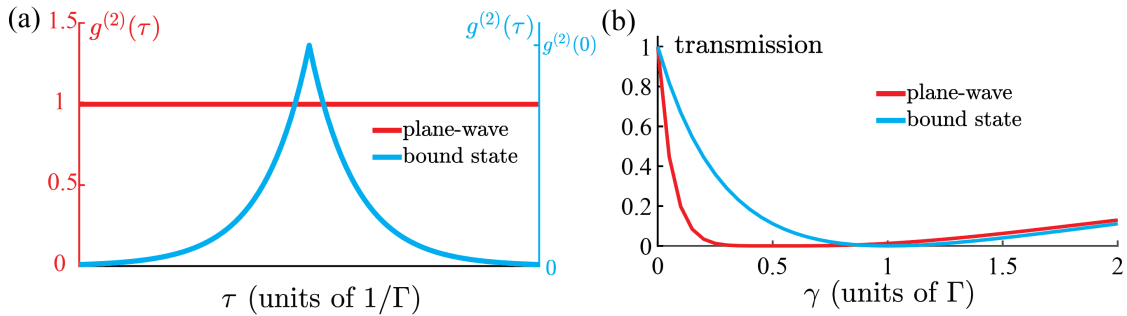 (a)
1.5
g^{(2)}(τ)
1
0.5
0
g^{(2)}(τ)
g^{(2)}(0)
0
plane-wave
bound state
τ (units of 1/Γ)
(b)
transmission
1
0.8
0.6
0.4
0.2
0
plane-wave
bound state
0
0.5
1
1.5
2
γ (units of Γ)